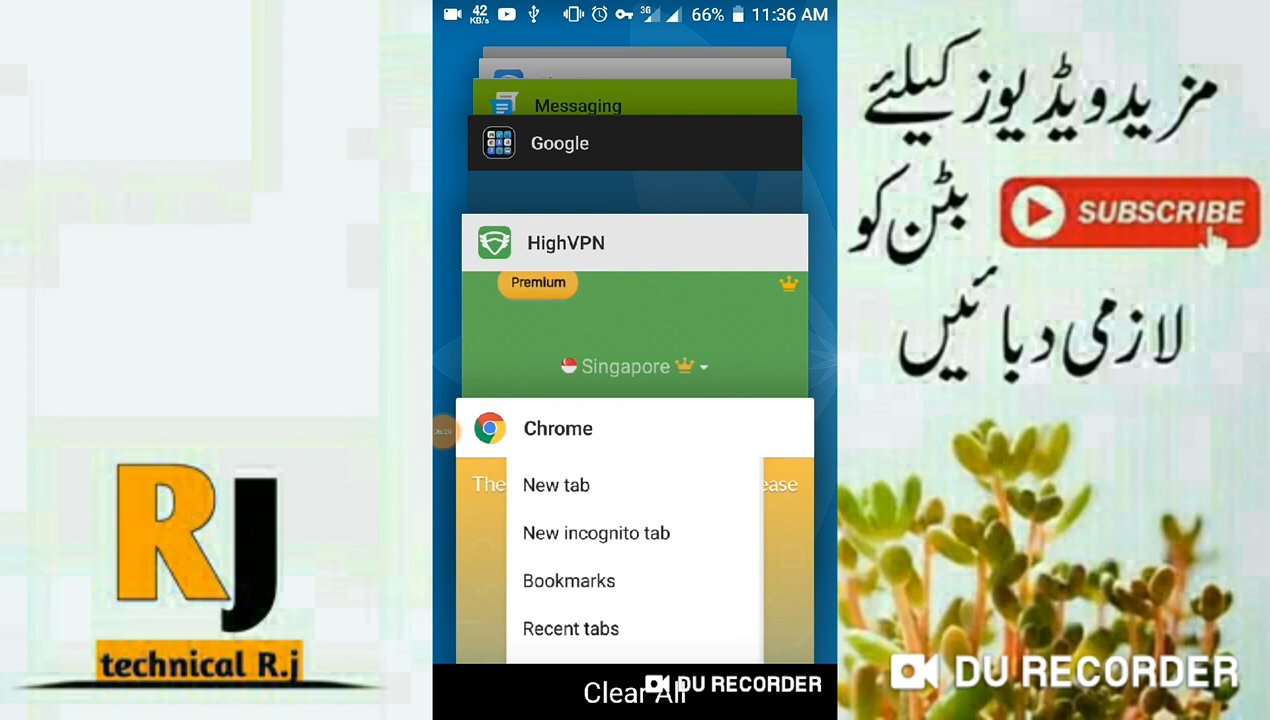 42
KB/s
3G
66%
11:36 AM
Messaging
Google
HighVPN
Premium
Singapore
Chrome
The
ease
New tab
New incognito tab
Bookmarks
Recent tabs
Clear All
DU RECORDER
مزید ویڈیوز کیلئے
بٹن کو
SUBSCRIBE
لازمی دبائیں
DU RECORDER
RJ
technical R.j